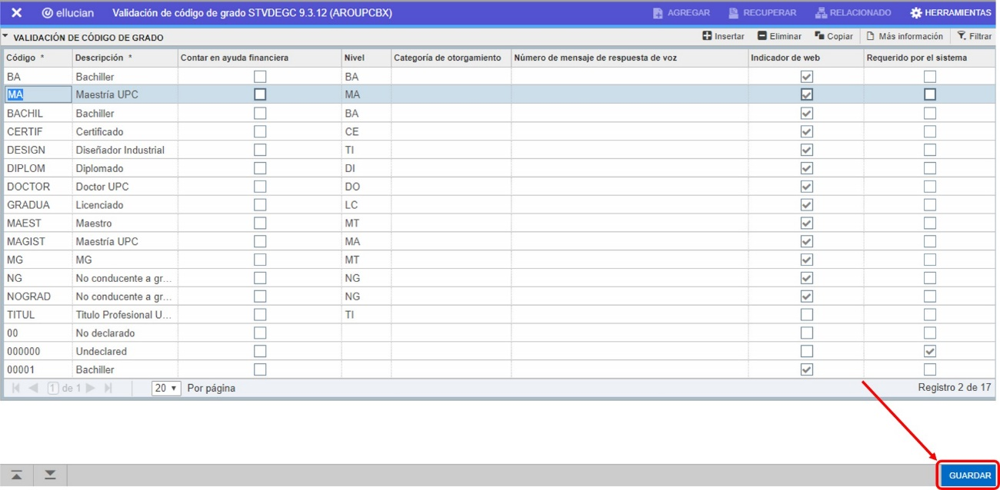 ellucian Validación de código de grado STVDEGC 9.3.12 (AROUPCBX) AGREGAR RECUPERAR RELACIONADO HERRAMIENTAS
VALIDACIÓN DE CÓDIGO DE GRADO Insertar Eliminar Copiar Más información Filtrar
Código * Descripción * Contar en ayuda financiera Nivel Categoría de otorgamiento Número de mensaje de respuesta de voz Indicador de web Requerido por el sistema
BA Bachiller BA
MA Maestría UPC MA
BACHIL Bachiller BA
CERTIF Certificado CE
DESIGN Diseñador Industrial TI
DIPLOM Diplomado DI
DOCTOR Doctor UPC DO
GRADUA Licenciado LC
MAEST Maestro MT
MAGIST Maestría UPC MA
MG MG MT
NG No conducente a gr... NG
NOGRAD No conducente a gr... NG
TITUL Titulo Profesional U... TI
00 No declarado
000000 Undeclared
00001 Bachiller
1 de 1 20 Por página Registro 2 de 17
GUARDAR